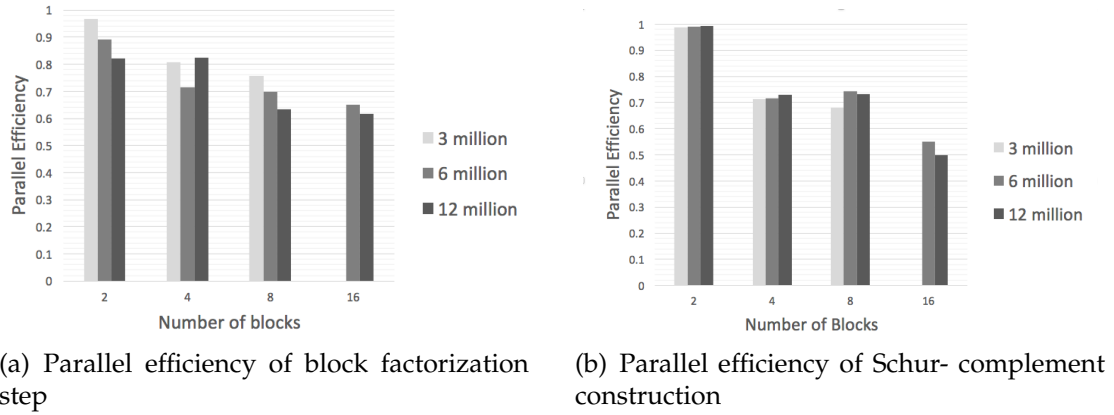 1
0.9
0.8
0.7
0.6
0.5
0.4
0.3
0.2
0.1
0
Parallel Efficiency
2 4 8 16
Number of blocks
3 million
6 million
12 million
(a) Parallel efficiency of block factorization
step
1
0.9
0.8
0.7
0.6
0.5
0.4
0.3
0.2
0.1
0
Parallel Efficiency
2 4 8 16
Number of Blocks
3 million
6 million
12 million
(b) Parallel efficiency of Schur- complement
construction